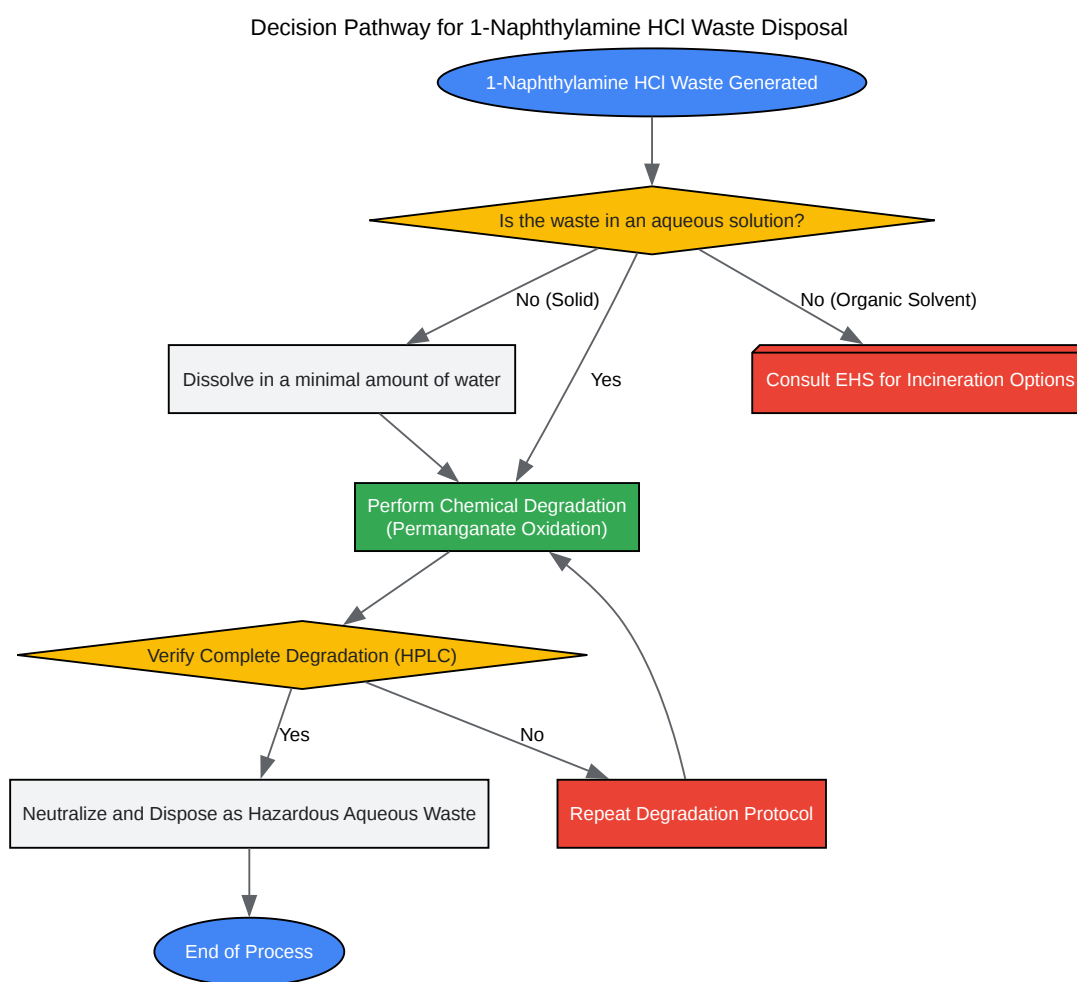 Decision Pathway for 1-Naphthylamine HCl Waste Disposal
1-Naphthylamine HCl Waste Generated
Is the waste in an aqueous solution?
No (Solid)
No (Organic Solvent)
Dissolve in a minimal amount of water
Yes
Consult EHS for Incineration Options
Perform Chemical Degradation
(Permanganate Oxidation)
Verify Complete Degradation (HPLC)
Yes
No
Neutralize and Dispose as Hazardous Aqueous Waste
Repeat Degradation Protocol
End of Process